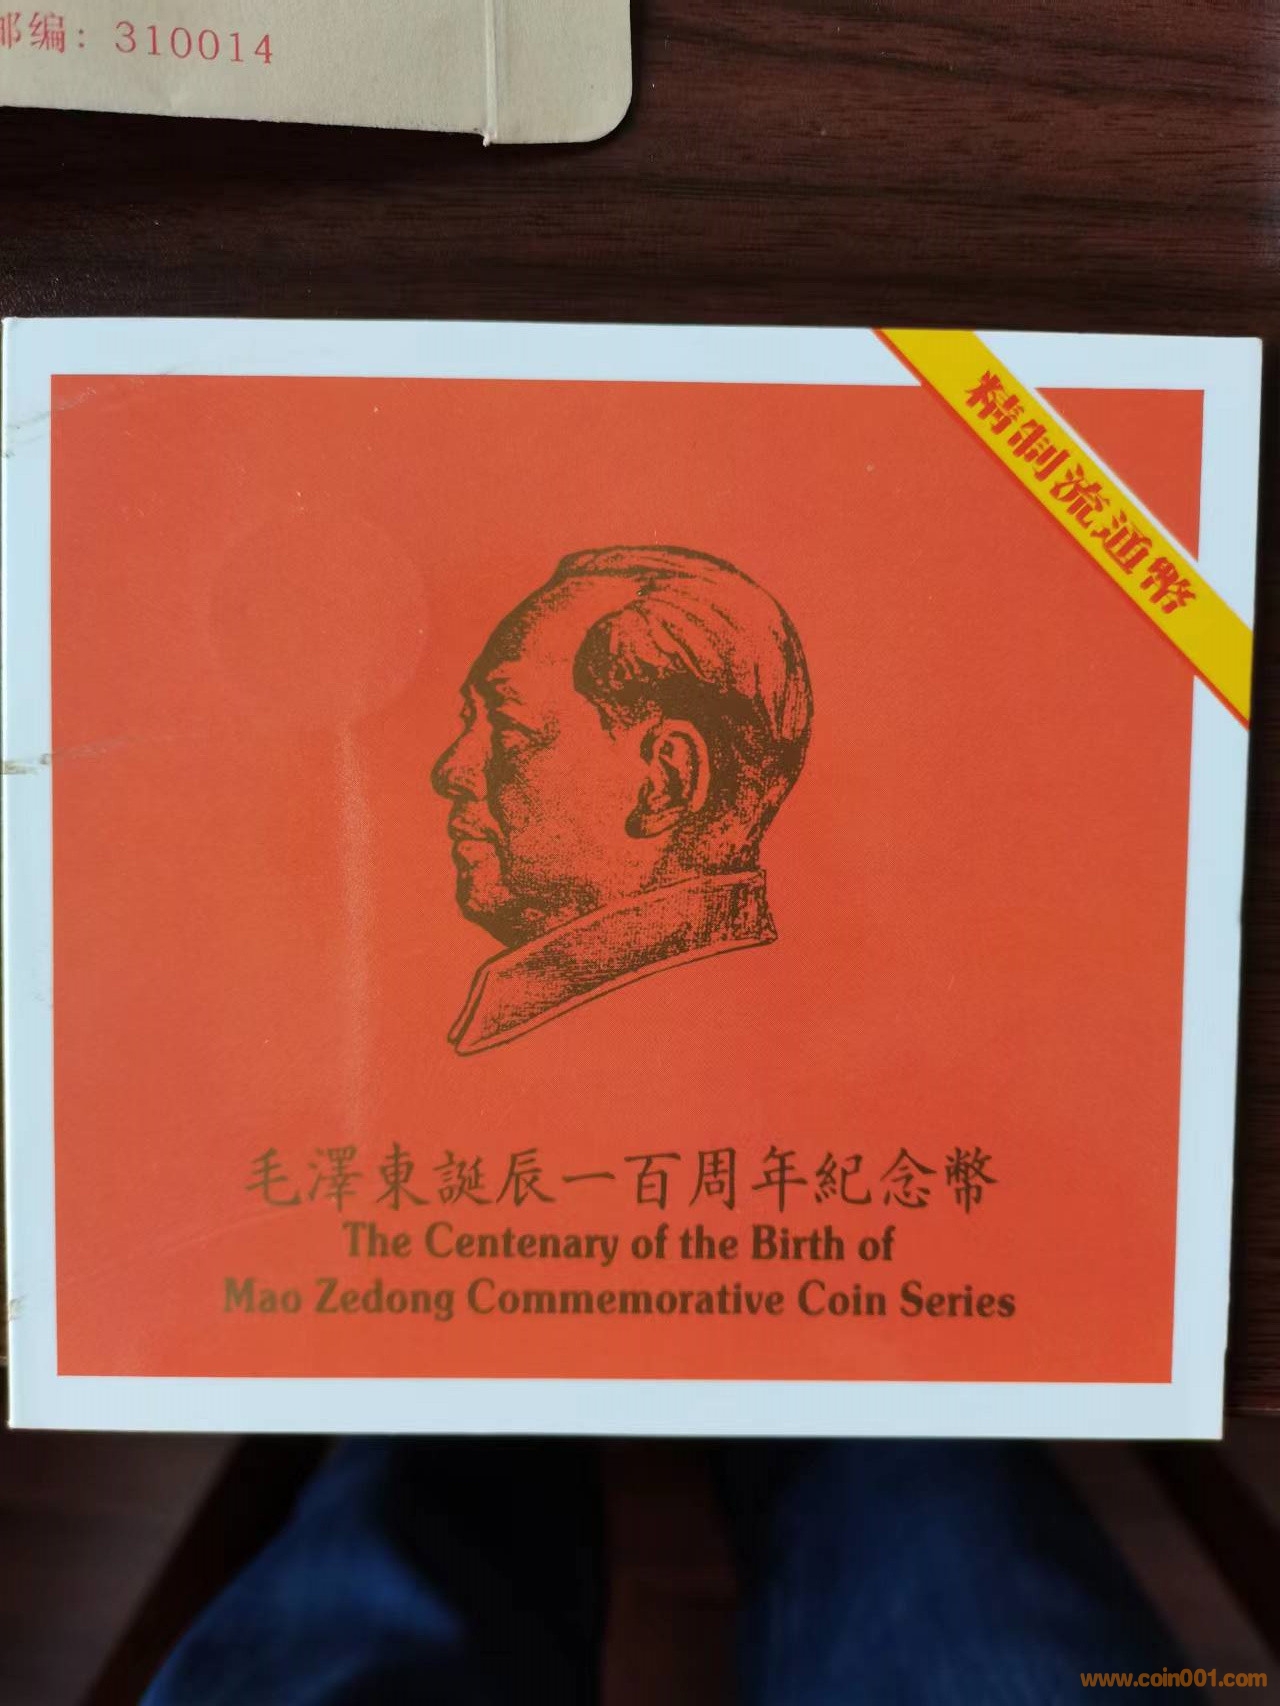 邮编: 310014
精制流通幣
毛澤東誕辰一百周年紀念幣
The Centenary of the Birth of
Mao Zedong Commemorative Coin Series
www.coin001.com